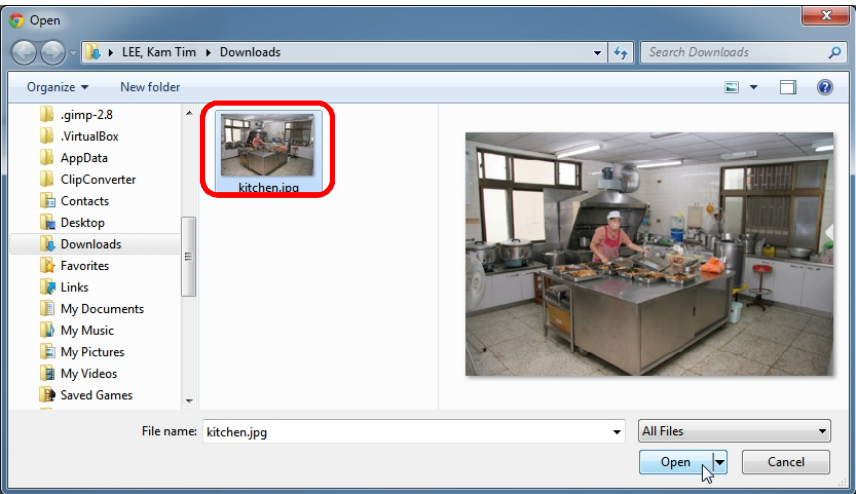 Open
LEE, Kam Tim Downloads
Search Downloads
Organize New folder
.gimp-2.8
.VirtualBox
AppData
ClipConverter
Contacts
Desktop
Downloads
Favorites
Links
My Documents
My Music
My Pictures
My Videos
Saved Games
kitchen.jpg
File name: kitchen.jpg
All Files
Open Cancel